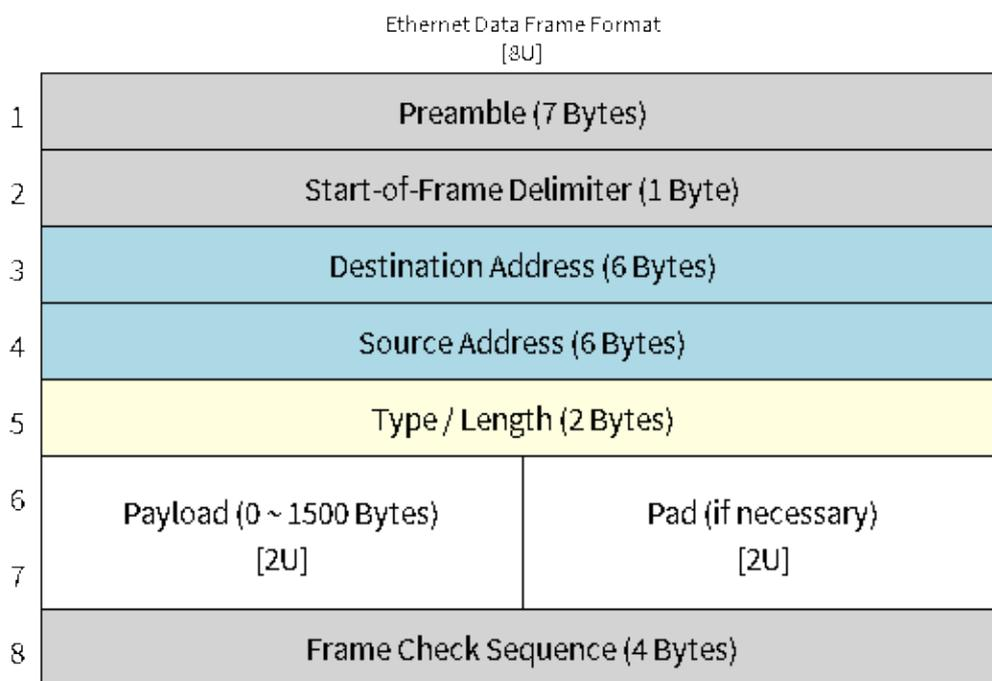 Ethernet Data Frame Format
[8U]
1
Preamble (7 Bytes)
2
Start-of-Frame Delimiter (1 Byte)
3
Destination Address (6 Bytes)
4
Source Address (6 Bytes)
5
Type / Length (2 Bytes)
6
Payload (0 ~ 1500 Bytes)
[2U]
Pad (if necessary)
[2U]
7
8
Frame Check Sequence (4 Bytes)